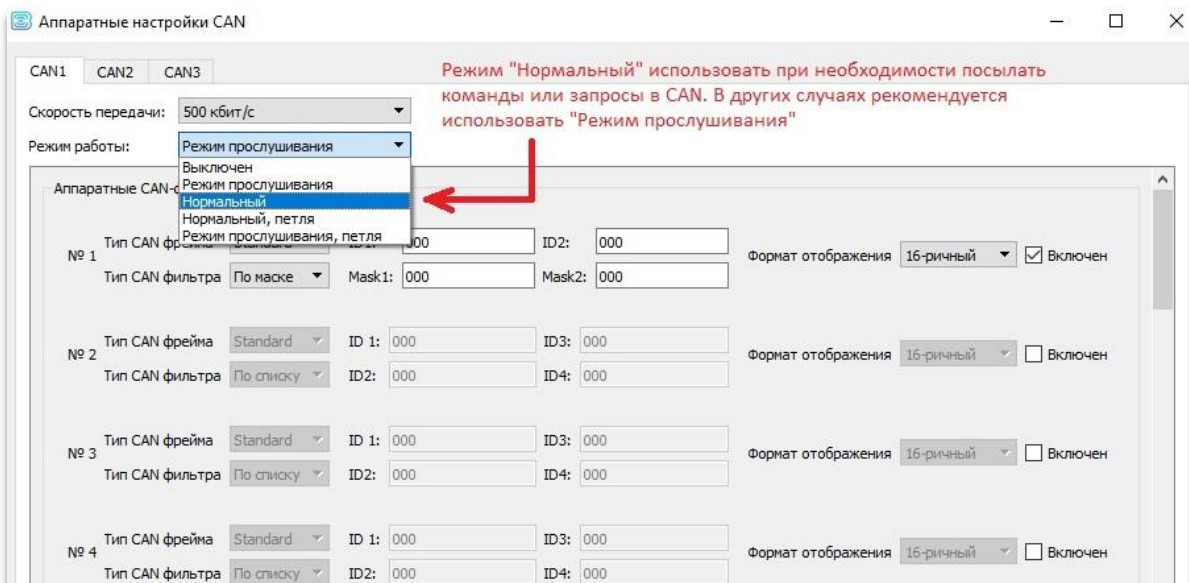 Аппаратные настройки CAN
CAN1 CAN2 CAN3
Режим "Нормальный" использовать при необходимости посылать
команды или запросы в CAN. В других случаях рекомендуется
использовать "Режим прослушивания"
Скорость передачи: 500 кбит/с
Режим работы: Режим прослушивания
Выключен
Режим прослушивания
Нормальный
Нормальный, петля
Режим прослушивания, петля
Аппаратные CAN-
№ 1
Тип CAN 000 ID2: 000
Тип CAN фильтра По маске Mask1: 000 Mask2: 000
Формат отображения 16-ричный Включен
№ 2
Тип CAN фрейма Standard ID 1: 000 ID3: 000
Тип CAN фильтра По списку ID2: 000 ID4: 000
Формат отображения 16-ричный Включен
№ 3
Тип CAN фрейма Standard ID 1: 000 ID3: 000
Тип CAN фильтра По списку ID2: 000 ID4: 000
Формат отображения 16-ричный Включен
№ 4
Тип CAN фрейма Standard ID 1: 000 ID3: 000
Тип CAN фильтра По списку ID2: 000 ID4: 000
Формат отображения 16-ричный Включен